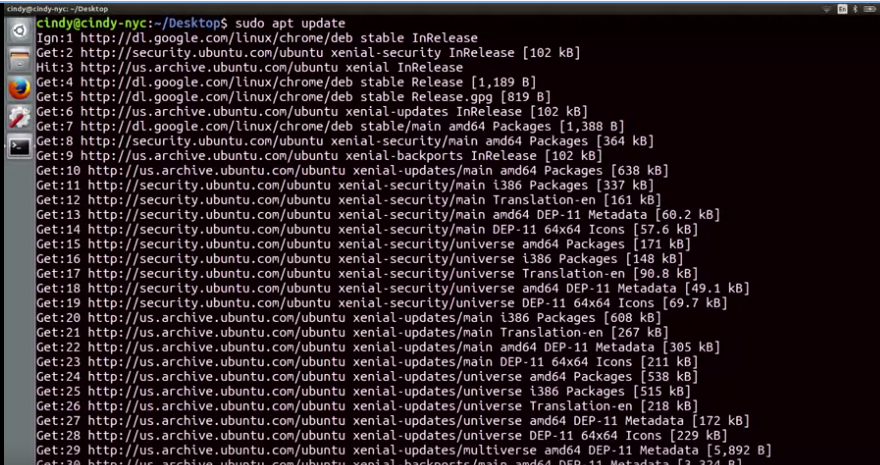 cindy@cindy-nyc: ~/Desktop
En
cindy@cindy-nyc:~/Desktop$ sudo apt update
Ign:1 http://dl.google.com/linux/chrome/deb stable InRelease
Get:2 http://security.ubuntu.com/ubuntu xenial-security InRelease [102 kB]
Hit:3 http://us.archive.ubuntu.com/ubuntu xenial InRelease
Get:4 http://dl.google.com/linux/chrome/deb stable Release [1,189 B]
Get:5 http://dl.google.com/linux/chrome/deb stable Release.gpg [819 B]
Get:6 http://us.archive.ubuntu.com/ubuntu xenial-updates InRelease [102 kB]
Get:7 http://dl.google.com/linux/chrome/deb stable/main amd64 Packages [1,388 B]
Get:8 http://security.ubuntu.com/ubuntu xenial-security/main amd64 Packages [364 kB]
Get:9 http://us.archive.ubuntu.com/ubuntu xenial-backports InRelease [102 kB]
Get:10 http://us.archive.ubuntu.com/ubuntu xenial-updates/main amd64 Packages [638 kB]
Get:11 http://security.ubuntu.com/ubuntu xenial-security/main i386 Packages [337 kB]
Get:12 http://security.ubuntu.com/ubuntu xenial-security/main Translation-en [161 kB]
Get:13 http://security.ubuntu.com/ubuntu xenial-security/main amd64 DEP-11 Metadata [60.2 kB]
Get:14 http://security.ubuntu.com/ubuntu xenial-security/main DEP-11 64x64 Icons [57.6 kB]
Get:15 http://security.ubuntu.com/ubuntu xenial-security/universe amd64 Packages [171 kB]
Get:16 http://security.ubuntu.com/ubuntu xenial-security/universe i386 Packages [148 kB]
Get:17 http://security.ubuntu.com/ubuntu xenial-security/universe Translation-en [90.8 kB]
Get:18 http://security.ubuntu.com/ubuntu xenial-security/universe amd64 DEP-11 Metadata [49.1 kB]
Get:19 http://security.ubuntu.com/ubuntu xenial-security/universe DEP-11 64x64 Icons [69.7 kB]
Get:20 http://us.archive.ubuntu.com/ubuntu xenial-updates/main i386 Packages [608 kB]
Get:21 http://us.archive.ubuntu.com/ubuntu xenial-updates/main Translation-en [267 kB]
Get:22 http://us.archive.ubuntu.com/ubuntu xenial-updates/main amd64 DEP-11 Metadata [305 kB]
Get:23 http://us.archive.ubuntu.com/ubuntu xenial-updates/main DEP-11 64x64 Icons [211 kB]
Get:24 http://us.archive.ubuntu.com/ubuntu xenial-updates/universe amd64 Packages [538 kB]
Get:25 http://us.archive.ubuntu.com/ubuntu xenial-updates/universe i386 Packages [515 kB]
Get:26 http://us.archive.ubuntu.com/ubuntu xenial-updates/universe Translation-en [218 kB]
Get:27 http://us.archive.ubuntu.com/ubuntu xenial-updates/universe amd64 DEP-11 Metadata [172 kB]
Get:28 http://us.archive.ubuntu.com/ubuntu xenial-updates/universe DEP-11 64x64 Icons [229 kB]
Get:29 http://us.archive.ubuntu.com/ubuntu xenial-updates/multiverse amd64 DEP-11 Metadata [5,892 B]
Get:30 http://us.archive.ubuntu.com/ubuntu xenial-backports/main amd64 DEP-11 Metadata